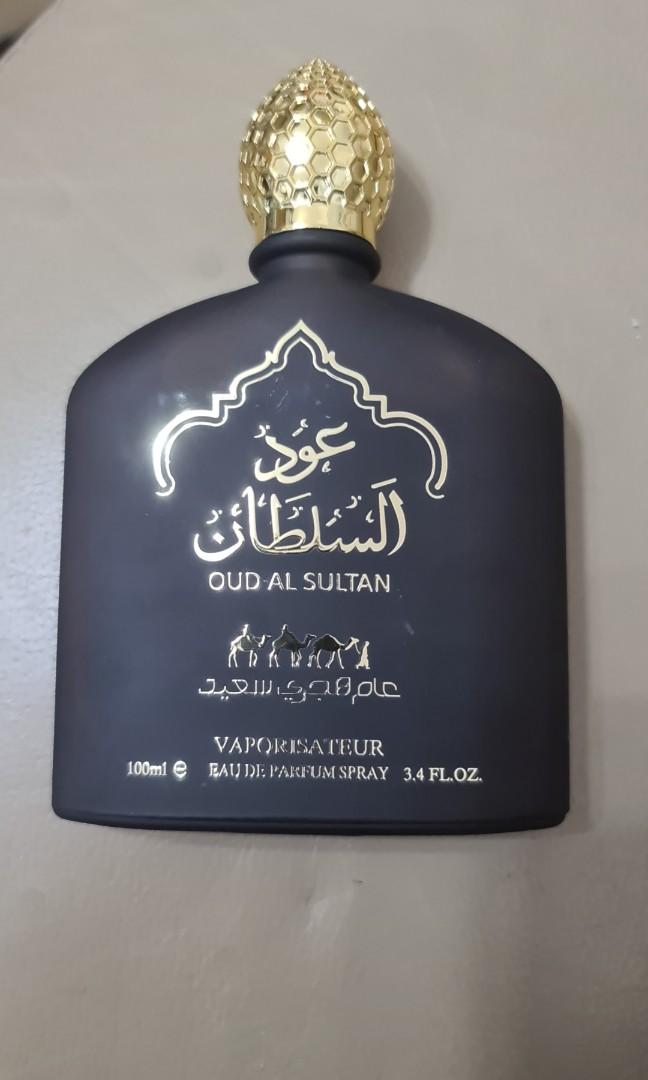 عود
السلطان
OUD AL SULTAN
عام هجري سعيد
VAPORISATEUR
100ml e EAU DE PARFUM SPRAY 3.4 FL.OZ.